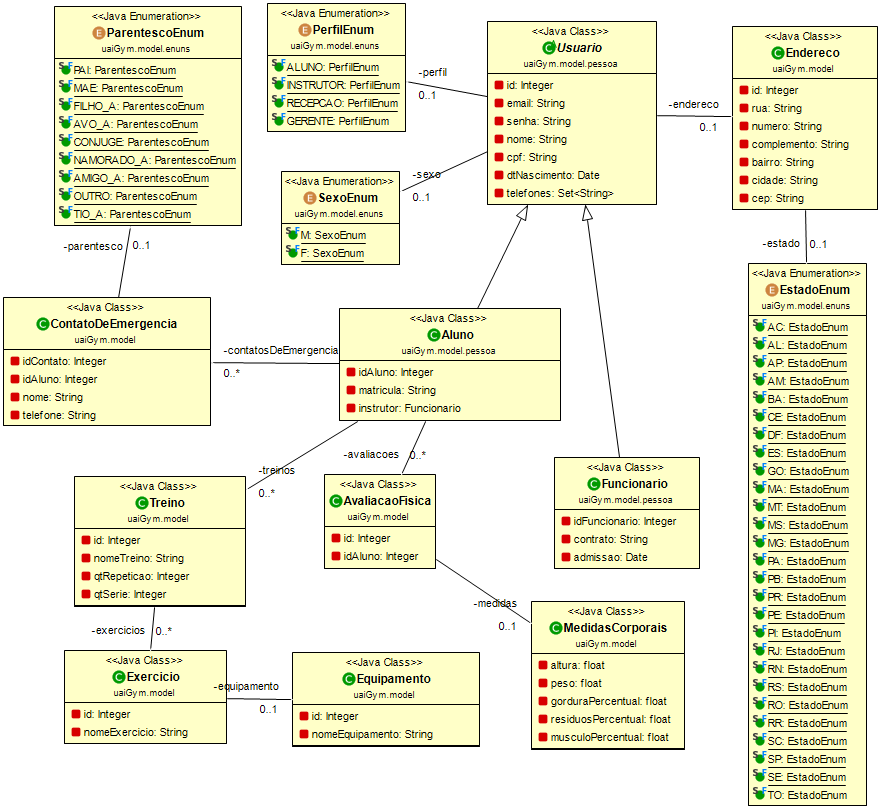 <<Java Enumeration>>
ParentescoEnum
uaiGym.model.enuns
PAI: ParentescoEnum
MAE: ParentescoEnum
FILHO_A: ParentescoEnum
AVO_A: ParentescoEnum
CONJUGE: ParentescoEnum
NAMORADO_A: ParentescoEnum
AMIGO_A: ParentescoEnum
OUTRO: ParentescoEnum
TIO_A: ParentescoEnum
<<Java Enumeration>>
PerfilEnum
uaiGym.model.enuns
ALUNO: PerfilEnum
INSTRUTOR: PerfilEnum
RECEPCAO: PerfilEnum
GERENTE: PerfilEnum
-perfil
0..1
<<Java Class>>
Usuario
uaiGym.model.pessoa
id: Integer
email: String
senha: String
nome: String
cpf: String
dtNascimento: Date
telefones: Set<String>
-endereco
0..1
<<Java Class>>
Endereco
uaiGym.model
id: Integer
rua: String
numero: String
complemento: String
bairro: String
cidade: String
cep: String
<<Java Enumeration>>
SexoEnum
uaiGym.model.enuns
M: SexoEnum
F: SexoEnum
-sexo
0..1
-parentesco
0..1
-estado
0..1
<<Java Class>>
ContatoDeEmergencia
uaiGym.model
idContato: Integer
idAluno: Integer
nome: String
telefone: String
-contatosDeEmergencia
0..*
<<Java Class>>
Aluno
uaiGym.model.pessoa
idAluno: Integer
matricula: String
instrutor: Funcionario
<<Java Enumeration>>
EstadoEnum
uaiGym.model.enuns
AC: EstadoEnum
AL: EstadoEnum
AP: EstadoEnum
AM: EstadoEnum
BA: EstadoEnum
CE: EstadoEnum
DF: EstadoEnum
ES: EstadoEnum
GO: EstadoEnum
MA: EstadoEnum
MT: EstadoEnum
MS: EstadoEnum
MG: EstadoEnum
PA: EstadoEnum
PB: EstadoEnum
PR: EstadoEnum
PE: EstadoEnum
PI: EstadoEnum
RJ: EstadoEnum
RN: EstadoEnum
RS: EstadoEnum
RO: EstadoEnum
RR: EstadoEnum
SC: EstadoEnum
SP: EstadoEnum
SE: EstadoEnum
TO: EstadoEnum
-treinos
0..*
-avaliacoes
0..*
<<Java Class>>
Treino
uaiGym.model
id: Integer
nomeTreino: String
qtRepeticao: Integer
qtSerie: Integer
<<Java Class>>
AvaliacaoFisica
uaiGym.model
id: Integer
idAluno: Integer
<<Java Class>>
Funcionario
uaiGym.model.pessoa
idFuncionario: Integer
contrato: String
admissao: Date
-medidas
0..1
<<Java Class>>
MedidasCorporais
uaiGym.model
altura: float
peso: float
gorduraPercentual: float
residuosPercentual: float
musculoPercentual: float
-exercicios
0..*
<<Java Class>>
Exercicio
uaiGym.model
id: Integer
nomeExercicio: String
-equipamento
0..1
<<Java Class>>
Equipamento
uaiGym.model
id: Integer
nomeEquipamento: String